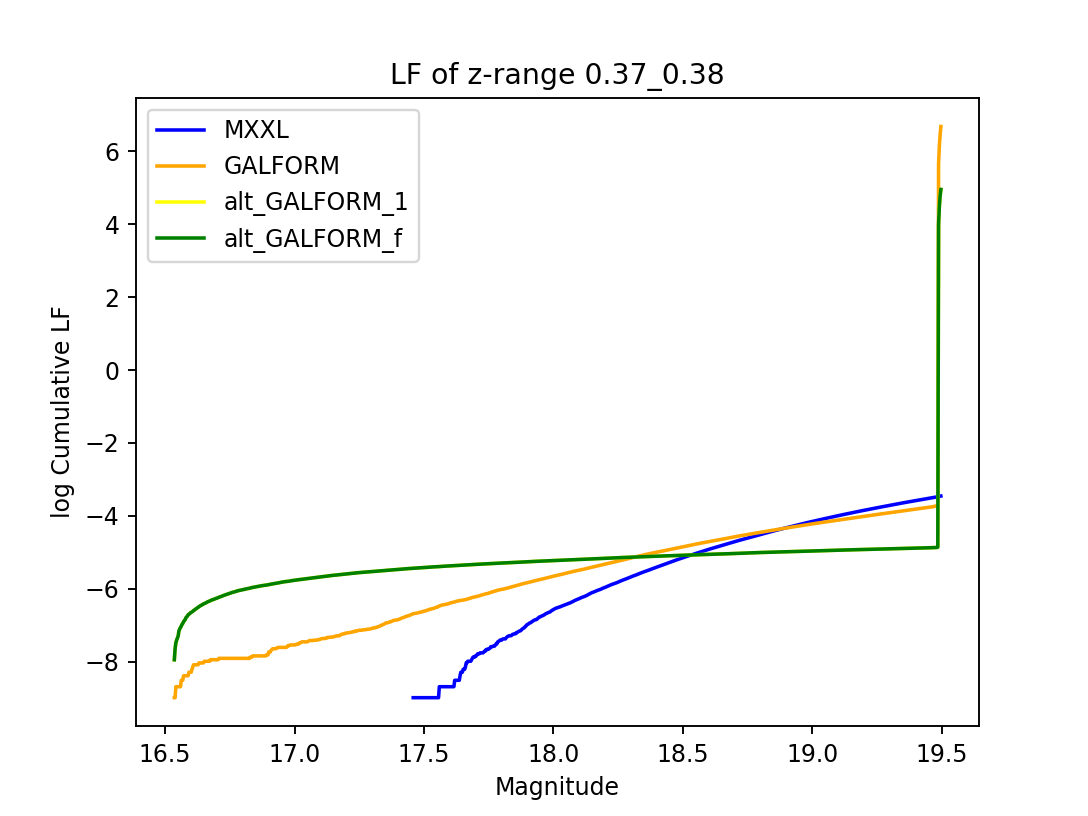 LF of z-range 0.37_0.38
MXXL
GALFORM
alt_GALFORM_1
alt_GALFORM_f
6
4
2
0
−2
−4
−6
−8
log Cumulative LF
16.5 17.0 17.5 18.0 18.5 19.0 19.5
Magnitude